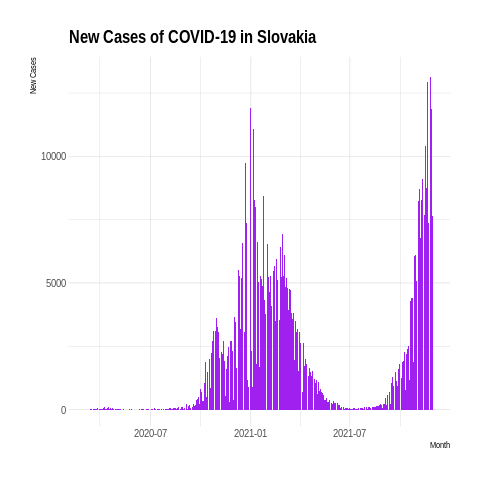 New Cases of COVID-19 in Slovakia
New Cases
10000
5000
0
2020-07
2021-01
2021-07
Month